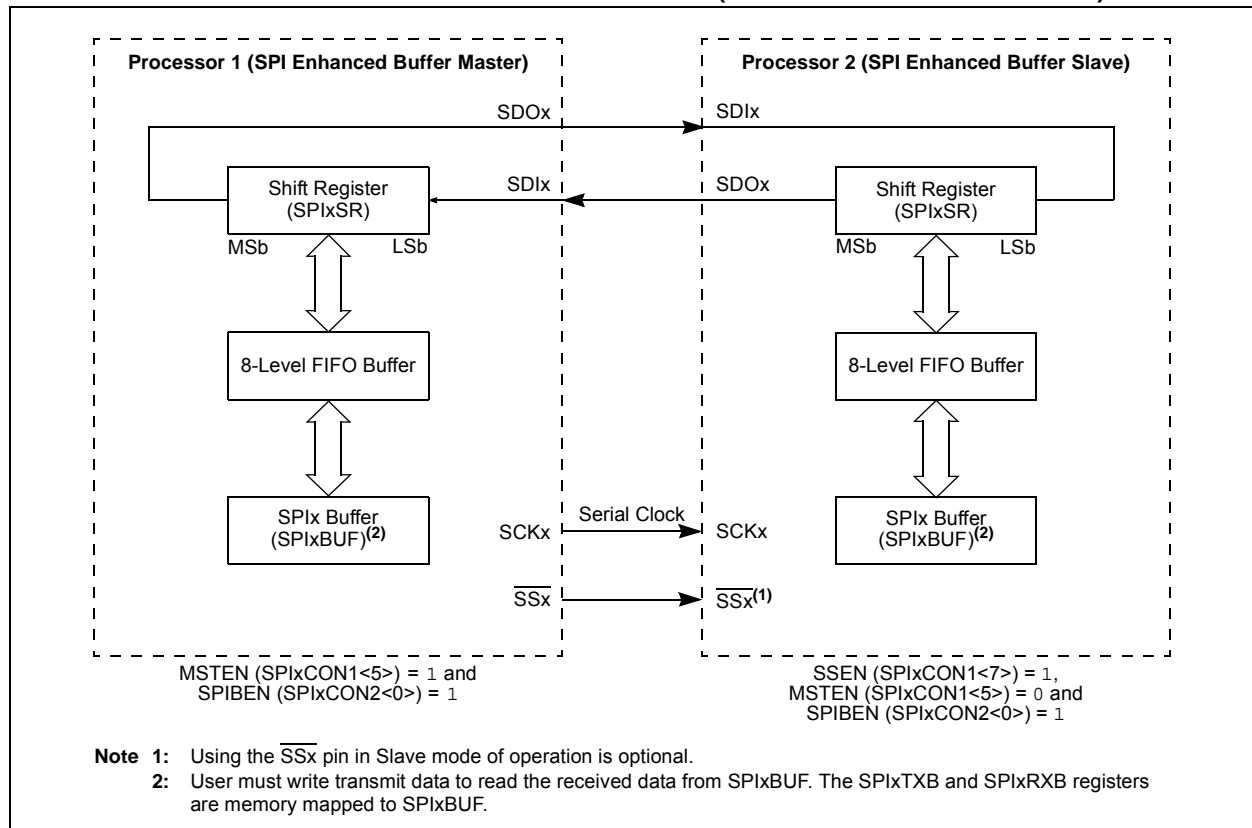 Processor 1 (SPI Enhanced Buffer Master)
Processor 2 (SPI Enhanced Buffer Slave)
SDOx
SDIx
Shift Register
(SPIxSR)
SDIx
SDOx
Shift Register
(SPIxSR)
MSb
LSb
MSb
LSb
8-Level FIFO Buffer
8-Level FIFO Buffer
SPIx Buffer
(SPIxBUF)(2)
SCKx
Serial Clock
SCKx
SPIx Buffer
(SPIxBUF)(2)
SSx
SSx(1)
MSTEN (SPIxCON1<5>) = 1 and
SPIBEN (SPIxCON2<0>) = 1
SSEN (SPIxCON1<7>) = 1,
MSTEN (SPIxCON1<5>) = 0 and
SPIBEN (SPIxCON2<0>) = 1
Note 1: Using the SSx pin in Slave mode of operation is optional.
2: User must write transmit data to read the received data from SPIxBUF. The SPIxTXB and SPIxRXB registers
are memory mapped to SPIxBUF.